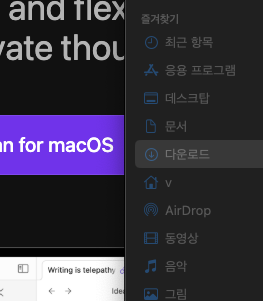 and flex
vate thou
an for macOS
Writing is telepathy
Idea
즐겨찾기
최근 항목
응용 프로그램
데스크탑
문서
다운로드
v
AirDrop
동영상
음악
그림